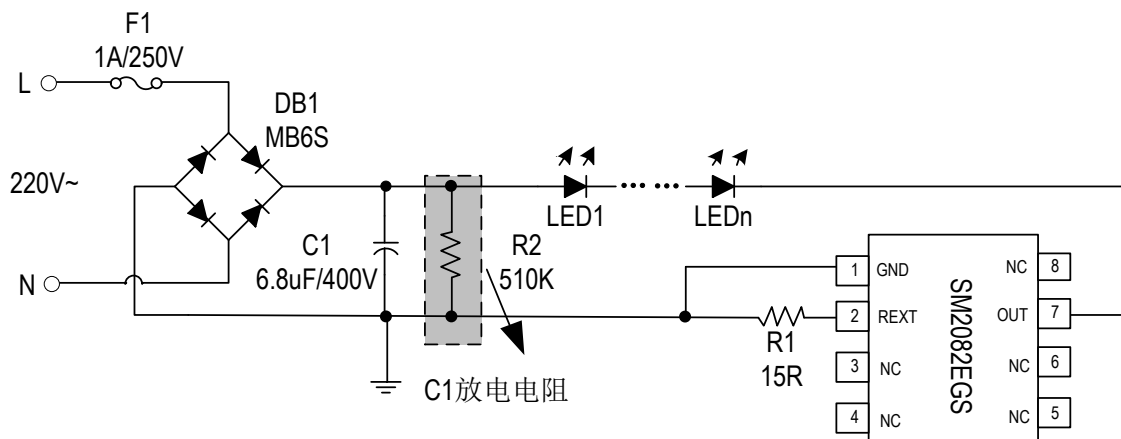 F1
1A/250V
L
DB1
MB6S
220V~
LED1
LEDn
C1
6.8uF/400V
R2
510K
N
1 GND
NC 8
2 REXT
OUT 7
3 NC
NC 6
4 NC
NC 5
SM2082EGS
R1
15R
C1放电电阻